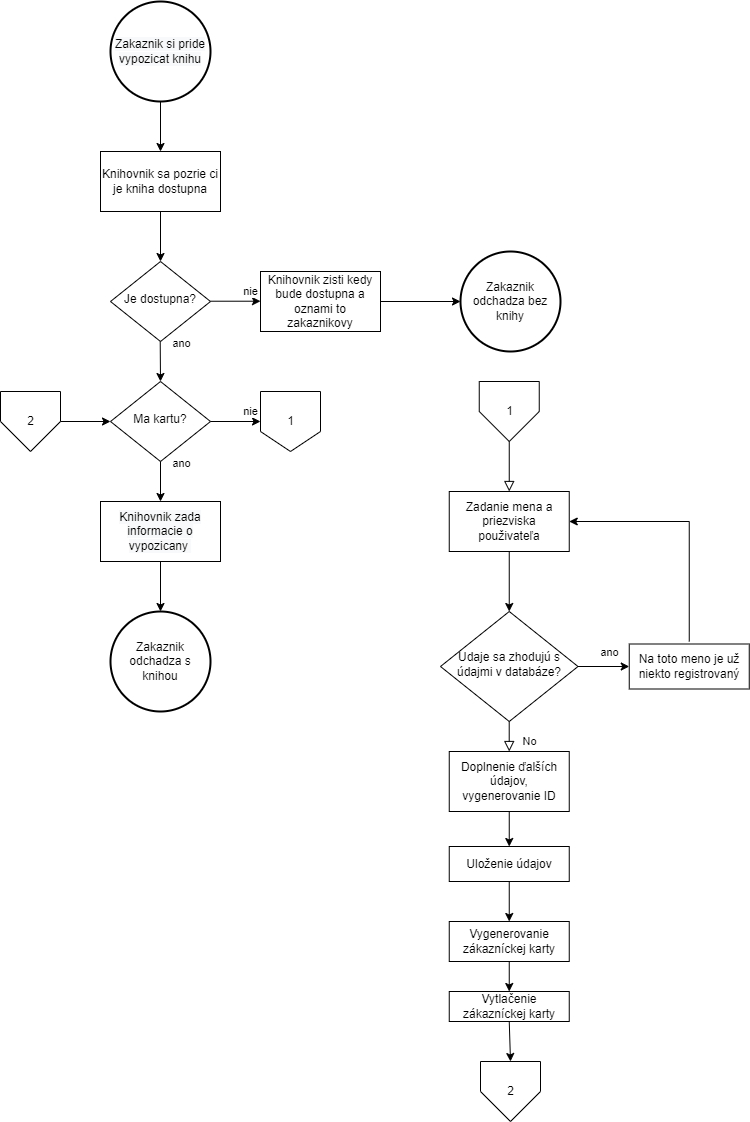 Zakaznik si pride
vypozicat knihu
Knihovnik sa pozrie ci
je kniha dostupna
Je dostupna?
nie
Knihovnik zisti kedy
bude dostupna a
oznami to
zakaznikovy
Zakaznik
odchadza bez
knihy
ano
2
Ma kartu?
nie
1
ano
Knihovnik zada
informacie o
vypozicany
Zakaznik
odchadza s
knihou
1
Zadanie mena a
priezviska
použivateľa
Udaje sa zhodujú s
údajmi v databáze?
ano
Na toto meno je už
niekto registrovaný
No
Doplnenie ďalších
údajov,
vygenerovanie ID
Uloženie údajov
Vygenerovanie
zákazníckej karty
Vytlačenie
zákazníckej karty
2